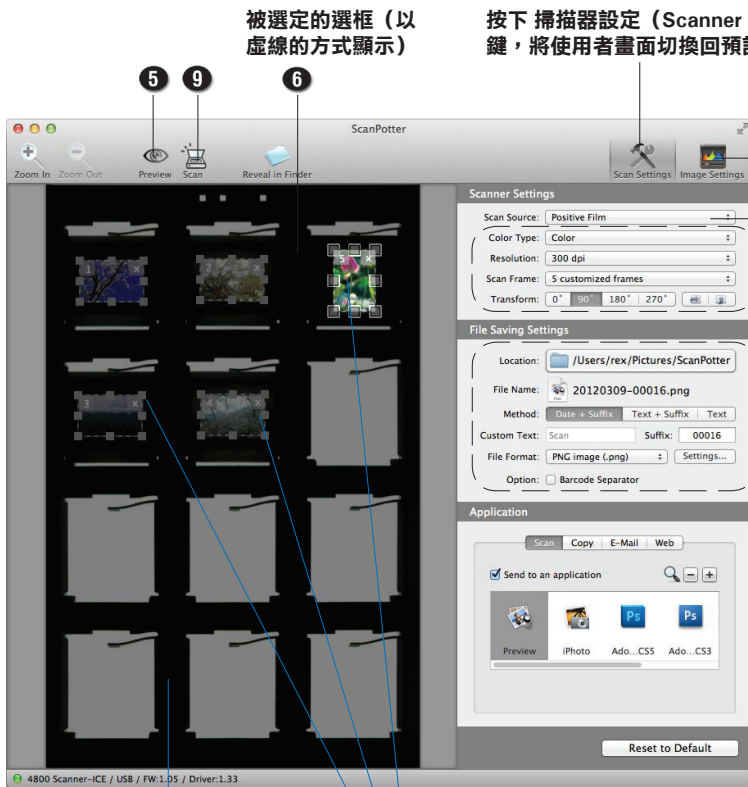 被選定的選框（以
虛線的方式顯示）
按下 掃描器設定（Scanner
鍵，將使用者畫面切換回預
5 9 6
ScanPotter
Zoom In Zoom Out Preview Scan Reveal in Finder Scan Settings Image Settings
Scanner Settings
Scan Source: Positive Film
Color Type: Color
Resolution: 300 dpi
Scan Frame: 5 customized frames
Transform: 0° 90° 180° 270°
File Saving Settings
Location: /Users/rex/Pictures/ScanPotter
File Name: 20120309-00016.png
Method: Date + Suffix Text + Suffix Text
Custom Text: Scan Suffix: 00016
File Format: PNG image (.png) Settings...
Option: Barcode Separator
Application
Scan Copy E-Mail Web
Send to an application
Ps Ps
Preview iPhoto Ado...CS5 Ado...CS3
Reset to Default
1 x 2 x 5 x
3 x 4 x
4800 Scanner-ICE / USB / FW:1.05 / Driver:1.33